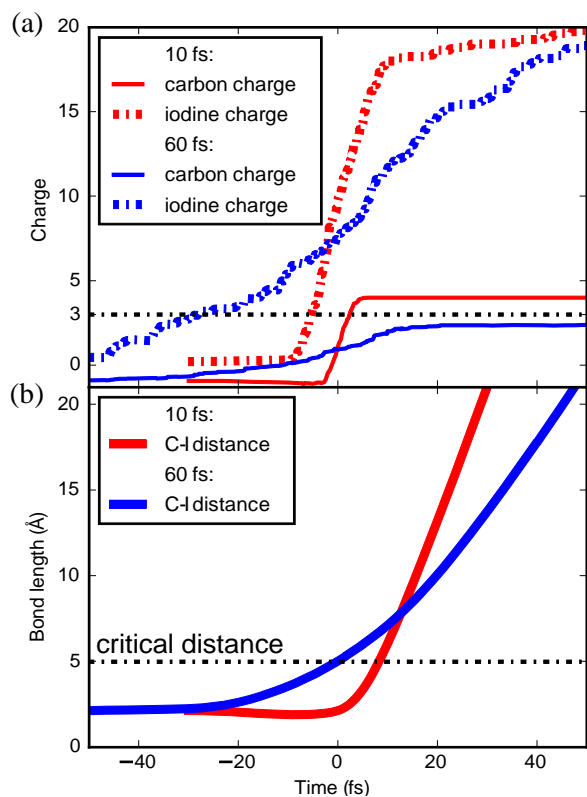 (a)
20
15
10
5
3
0
Charge
10 fs:
carbon charge
iodine charge
60 fs:
carbon charge
iodine charge
(b)
20
15
10
5
0
Bond length (Å)
10 fs:
C-I distance
60 fs:
C-I distance
critical distance
−40
−20
0
20
40
Time (fs)